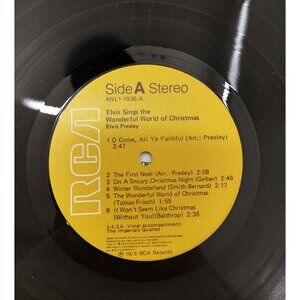 RCA
Side A Stereo
ANL1-1936-A
Elvis Sings the
Wonderful World of Christmas
Elvis Presley
1 O Come, All Ye Faithful (Arr.: Presley)
2:47
2 The First Noel (Arr.: Presley) 2:08
3 On A Snowy Christmas Night (Gelber) 2:46
4 Winter Wonderland (Smith-Bernard) 2:17
5 The Wonderful World of Christmas
(Tobias-Frisch) 1:55
6 It Won't Seem Like Christmas
(Without You) (Balthrop) 2:38
Vocal accompaniment:
The Imperials Quartet
1976 RCA Records